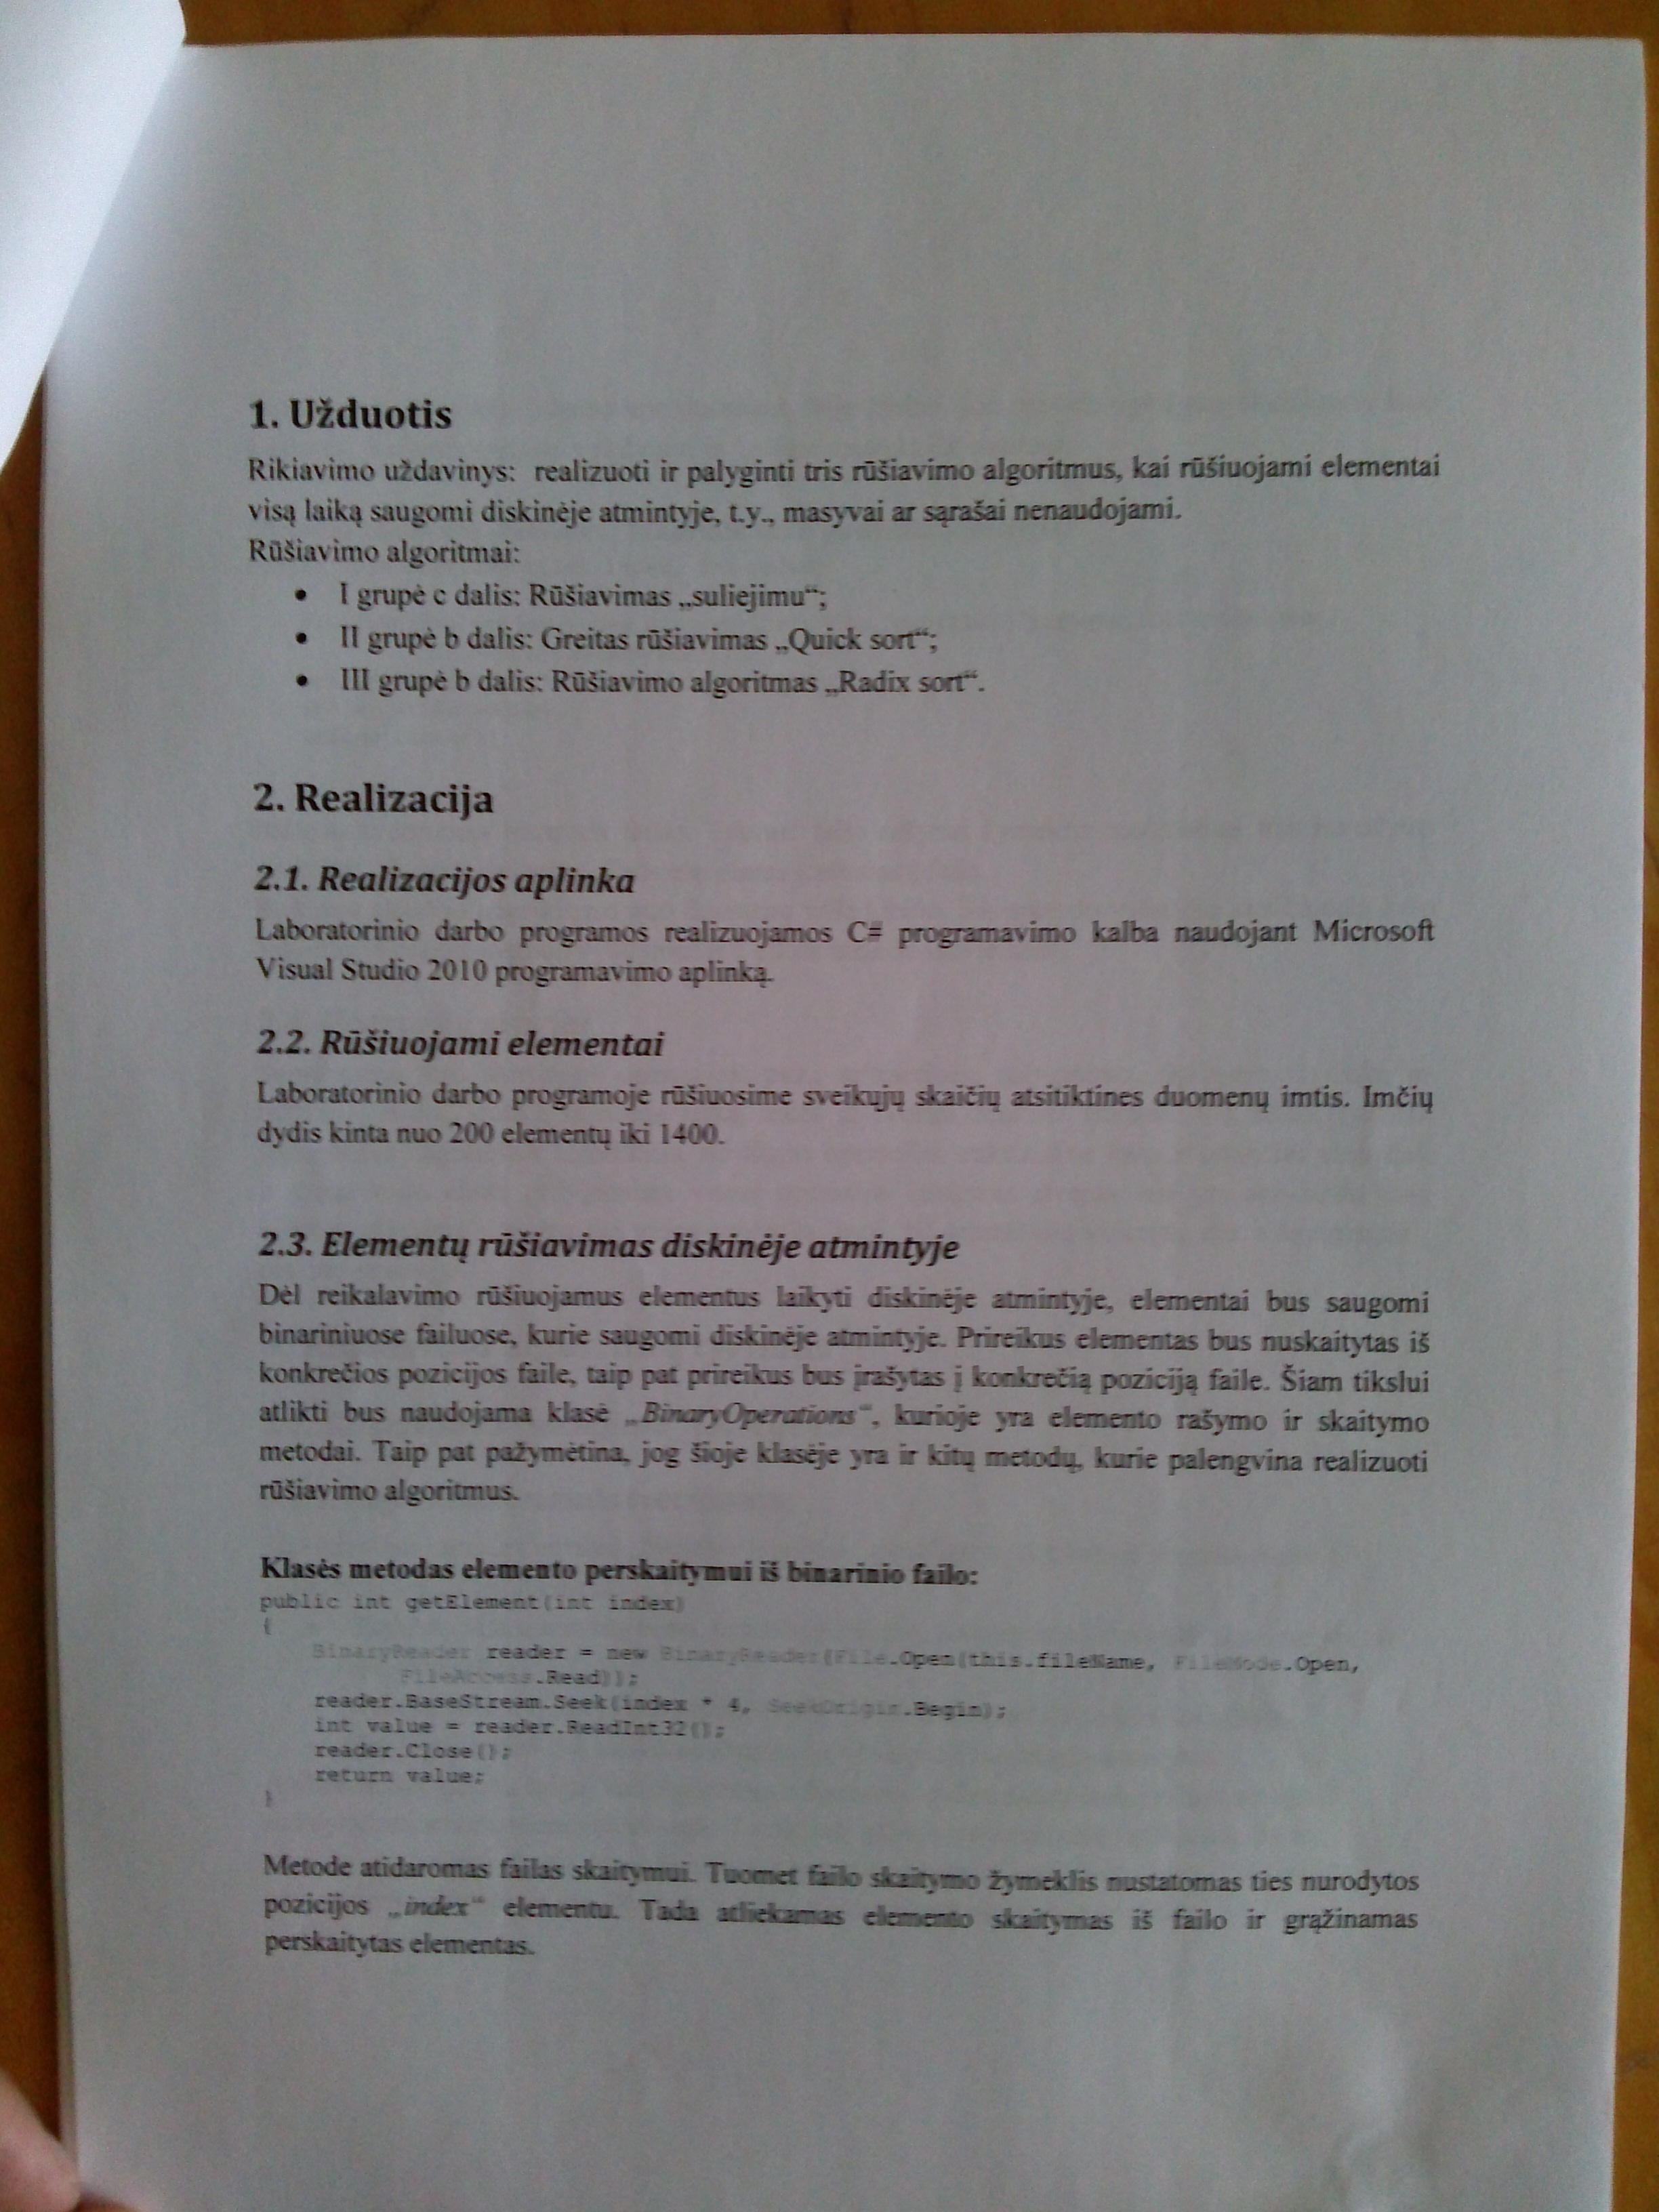 1. Užduotis
Rikiavimo uždavinys: realizuoti ir palyginti tris rūšiavimo algoritmus, kai rūšiuojami elementai
visą laiką saugomi diskinėje atmintyje, t.y., masyvai ar sąrašai nenaudojami.
Rūšiavimo algoritmai:
• I grupė c dalis: Rūšiavimas „suliejimu“;
• II grupė b dalis: Greitas rūšiavimas „Quick sort“;
• III grupė b dalis: Rūšiavimo algoritmas „Radix sort“.
2. Realizacija
2.1. Realizacijos aplinka
Laboratorinio darbo programos realizuojamos C# programavimo kalba naudojant Microsoft
Visual Studio 2010 programavimo aplinką.
2.2. Rūšiuojami elementai
Laboratorinio darbo programoje rūšiuosime sveikųjų skaičių atsitiktines duomenų imtis. Imčių
dydis kinta nuo 200 elementų iki 1400.
2.3. Elementų rūšiavimas diskinėje atmintyje
Dėl reikalavimo rūšiuojamus elementus laikyti diskinėje atmintyje, elementai bus saugomi
binariniuose failuose, kurie saugomi diskinėje atmintyje. Prireikus elementas bus nuskaitytas iš
konkrečios pozicijos faile, taip pat prireikus bus įrašytas į konkrečią poziciją faile. Šiam tikslui
atlikti bus naudojama klasė „BinaryOperations“, kurioje yra elemento rašymo ir skaitymo
metodai. Taip pat pažymėtina, jog šioje klasėje yra ir kitų metodų, kurie palengvina realizuoti
rūšiavimo algoritmus.
Klasės metodas elemento perskaitymui iš binarinio failo:
public int getElement(int index)
{
BinaryReader reader = new BinaryReader(File.Open(this.fileName, FileMode.Open,
FileAccess.Read));
reader.BaseStream.Seek(index * 4, SeekOrigin.Begin);
int value = reader.ReadInt32();
reader.Close();
return value;
}
Metode atidaromas failas skaitymui. Tuomet failo skaitymo žymeklis nustatomas ties nurodytos
pozicijos „index“ elementu. Tada atliekamas elemento skaitymas iš failo ir grąžinamas
perskaitytas elementas.